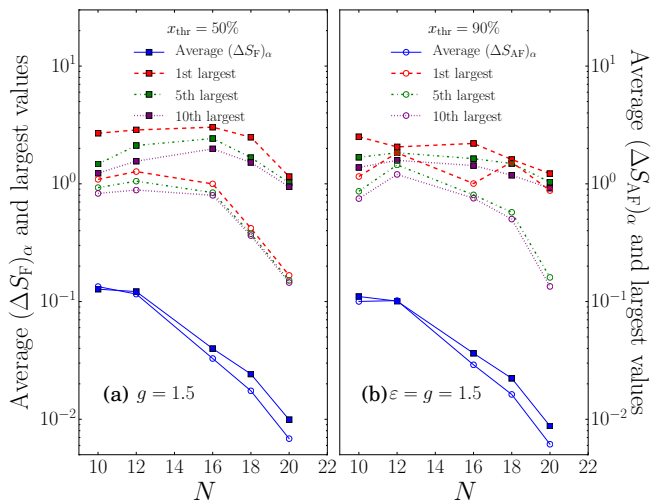 Average (ΔS_F)_α and largest values
10^1
10^0
10^−1
10^−2
x_thr = 50%
Average (ΔS_F)_α
1st largest
5th largest
10th largest
(a) g = 1.5
10 12 14 16 18 20 22
N
x_thr = 90%
Average (ΔS_AF)_α
1st largest
5th largest
10th largest
(b) ε = g = 1.5
10 12 14 16 18 20 22
N
10^1
10^0
10^−1
10^−2
Average (ΔS_AF)_α and largest values